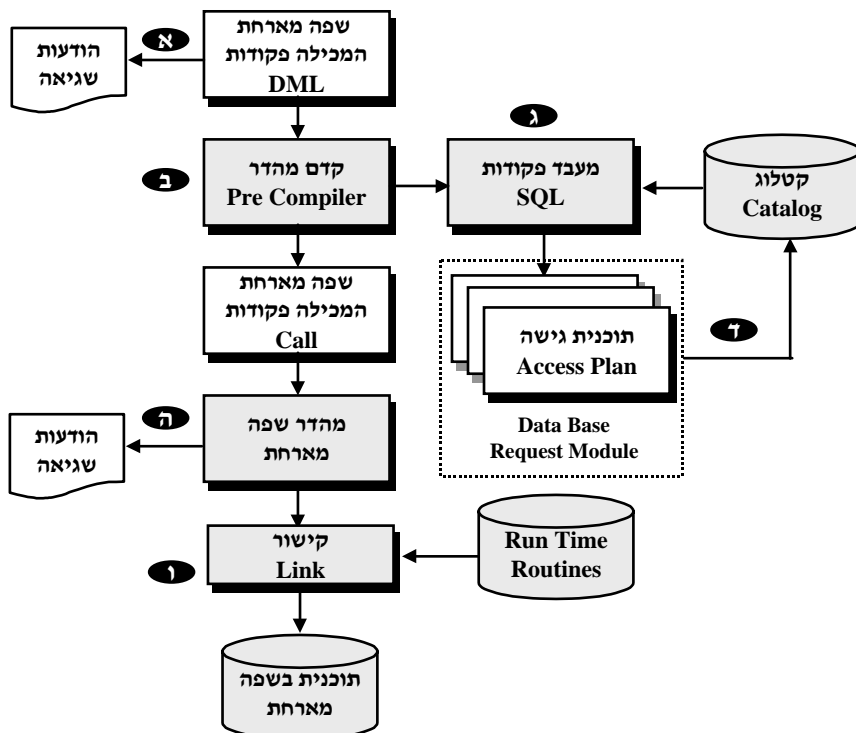 הודעות
שגיאה
א
שפה מארחת
המכילה פקודות
DML
ב
קדם מהדר
Pre Compiler
ג
מעבד פקודות
SQL
קטלוג
Catalog
שפה מארחת
המכילה פקודות
Call
תוכנית גישה
Access Plan
ד
Data Base
Request Module
הודעות
שגיאה
ה
מהדר שפה
מארחת
ו
קישור
Link
Run Time
Routines
תוכנית בשפה
מארחת